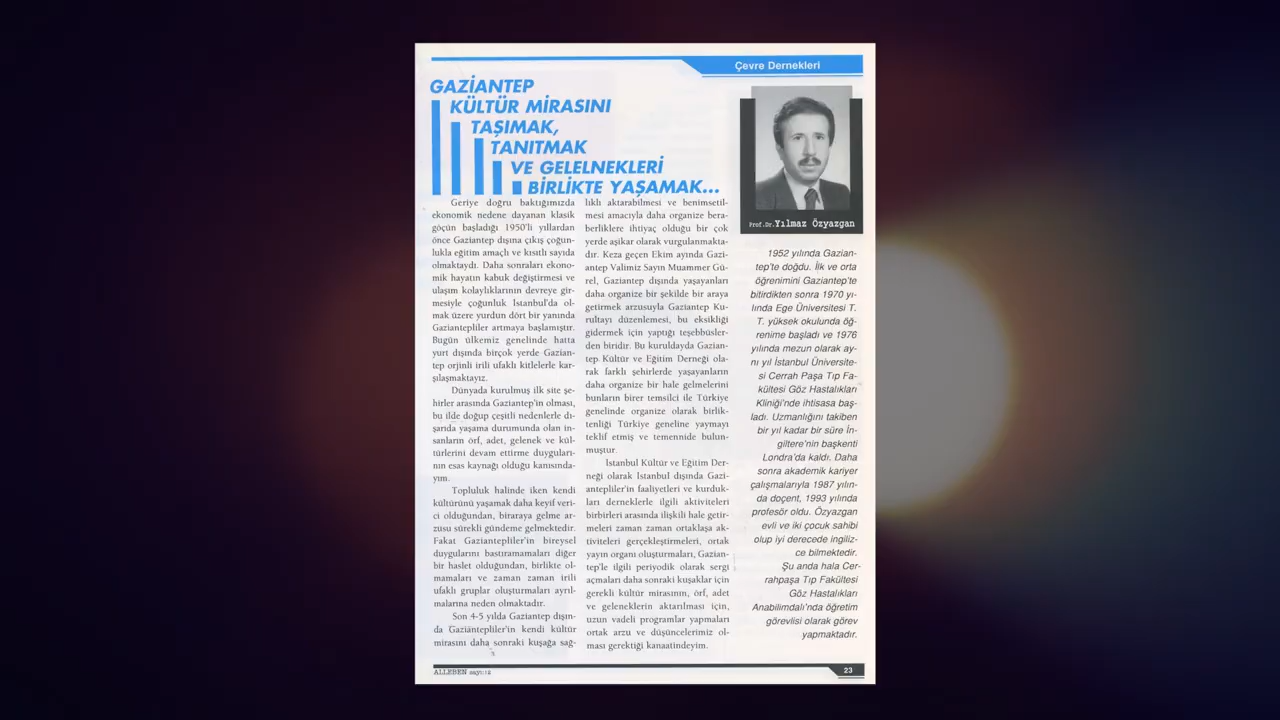 Çevre Dernekleri
GAZİANTEP
KÜLTÜR MİRASINI
TAŞIMAK,
TANITMAK
VE GELELNEKLERİ
BİRLİKTE YAŞAMAK...
Geriye doğru baktığımızda
ekonomik nedene dayanan klasik
göçün başladığı 1950'li yıllardan
önce Gaziantep dışına çıkış çoğun-
lukla eğitim amaçlı ve kısıtlı sayıda
olmaktaydı. Daha sonraları ekono-
mik hayatın kabuk değiştirmesi ve
ulaşım kolaylıklarının devreye gir-
mesiyle çoğunluk Istanbul'da ol-
mak üzere yurdun dört bir yanında
Gaziantepliler artmaya başlamıştır.
Bugün ülkemiz genelinde hatta
yurt dışında birçok yerde Gazian-
tep orjinli irili ufaklı kitlelerle kar-
şılaşmaktayız.
Dünyada kurulmuş ilk site şe-
hirler arasında Gaziantep'in olması,
bu ilde doğup çeşitli nedenlerle dı-
şarıda yaşama durumunda olan in-
sanların örf, adet, gelenek ve kül-
türlerini devam ettirme duyguları-
nın esas kaynağı olduğu kanısında-
yım.
Topluluk halinde iken kendi
kültürünü yaşamak daha keyif veri-
ci olduğundan, biraraya gelme ar-
zusu sürekli gündeme gelmektedir.
Fakat Gaziantepliler'in bireysel
duygularını bastıramamaları diğer
bir haslet olduğundan, birlikte ol-
mamaları ve zaman zaman irili
ufaklı gruplar oluşturmaları ayrıl-
malarına neden olmaktadır.
Son 4-5 yılda Gaziantep dışın-
da Gaziantepliler'in kendi kültür
mirasını daha sonraki kuşağa sağ-
lıklı aktarabilmesi ve benimsetil-
mesi amacıyla daha organize bera-
berliklere ihtiyaç olduğu bir çok
yerde aşikar olarak vurgulanmakta-
dır. Keza geçen Ekim ayında Gazi-
antep Valimiz Sayın Muammer Gü-
rel, Gaziantep dışında yaşayanları
daha organize bir şekilde bir araya
getirmek arzusuyla Gaziantep Ku-
rultayı düzenlemesi, bu eksikliği
gidermek için yaptığı teşebbüsler-
den biridir. Bu kuruldayda Gazian-
tep Kültür ve Eğitim Derneği ola-
rak farklı şehirlerde yaşayanların
daha organize bir hale gelmelerini
bunların birer temsilci ile Türkiye
genelinde organize olarak birlik-
tenliği Türkiye geneline yaymayı
teklif etmiş ve temennide bulun-
muştur.
Istanbul Kültür ve Eğitim Der-
neği olarak Istanbul dışında Gazi-
antepliler'in faaliyetleri ve kurduk-
ları derneklerle ilgili aktiviteleri
birbirleri arasında ilişkili hale getir-
meleri zaman zaman ortaklaşa ak-
tiviteleri gerçekleştirmeleri, ortak
yayın organı oluşturmaları, Gazian-
tep'le ilgili periyodik olarak sergi
açmaları daha sonraki kuşaklar için
gerekli kültür mirasının, örf, adet
ve geleneklerin aktarılması için,
uzun vadeli programlar yapmaları
ortak arzu ve düşüncelerimiz ol-
ması gerektiği kanaatindeyim.
Prof.Dr.Yılmaz Özyazgan
1952 yılında Gazian-
tep'te doğdu. İlk ve orta
öğrenimini Gaziantep'te
bitirdikten sonra 1970 yı-
lında Ege Üniversitesi T.
T. yüksek okulunda öğ-
renime başladı ve 1976
yılında mezun olarak ay-
nı yıl İstanbul Üniversite-
si Cerrah Paşa Tıp Fa-
kültesi Göz Hastalıkları
Kliniği'nde ihtisasa baş-
ladı. Uzmanlığını takiben
bir yıl kadar bir süre İn-
giltere'nin başkenti
Londra'da kaldı. Daha
sonra akademik kariyer
çalışmalarıyla 1987 yılın-
da doçent, 1993 yılında
profesör oldu. Özyazgan
evli ve iki çocuk sahibi
olup iyi derecede ingiliz-
ce bilmektedir.
Şu anda hala Cer-
rahpaşa Tıp Fakültesi
Göz Hastalıkları
Anabilimdalı'nda öğretim
görevlisi olarak görev
yapmaktadır.
ALLEBEN sayı:12
23